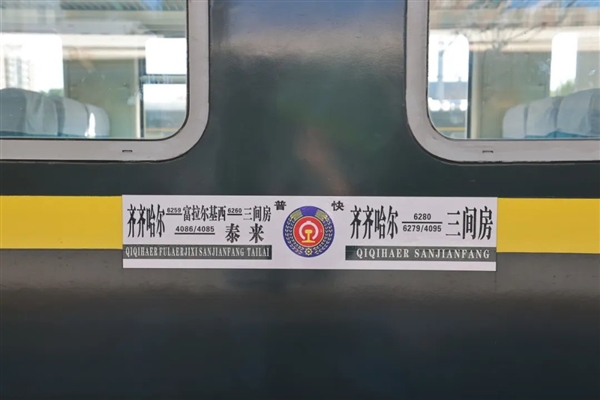 齐齐哈尔 6259 富拉尔基西 6260 三间房
4086/4085 泰来
QIQIHAER FULAERJIXI SANJIANFANG TAILAI
普 快
齐齐哈尔 6280 三间房
6279/4095
QIQIHAER SANJIANFANG